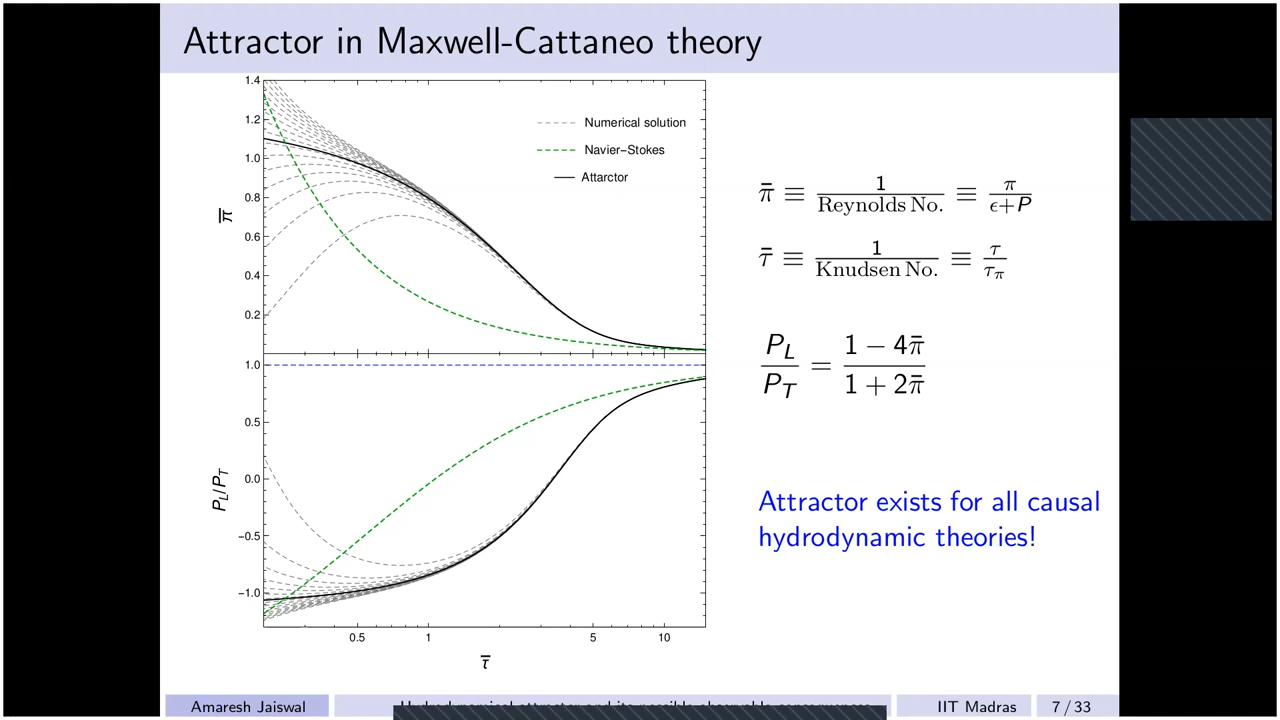 Attractor in Maxwell-Cattaneo theory
1.4
1.2
1.0
0.8
0.6
0.4
0.2
π̅
Numerical solution
Navier−Stokes
Attarctor
1.0
0.5
0.0
−0.5
−1.0
P_L/P_T
0.5 1 5 10
τ̅
π̄ ≡ 1/Reynolds No. ≡ π/ϵ+P
τ̄ ≡ 1/Knudsen No. ≡ τ/τ_π
P_L/P_T = 1 − 4π̄/1 + 2π̄
Attractor exists for all causal
hydrodynamic theories!
Amaresh Jaiswal
IIT Madras
7 / 33